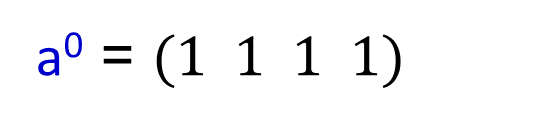 a⁰ = (1 1 1 1)